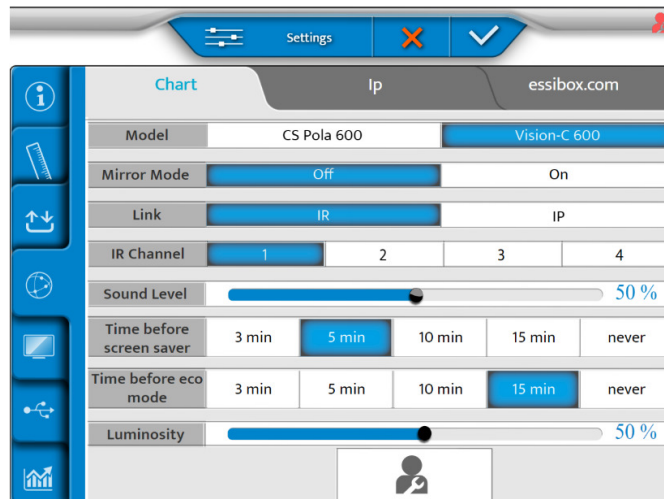 Settings
Chart Ip essibox.com
Model CS Pola 600 Vision-C 600
Mirror Mode Off On
Link IR IP
IR Channel 1 2 3 4
Sound Level 50 %
Time before
screen saver 3 min 5 min 10 min 15 min never
Time before eco
mode 3 min 5 min 10 min 15 min never
Luminosity 50 %